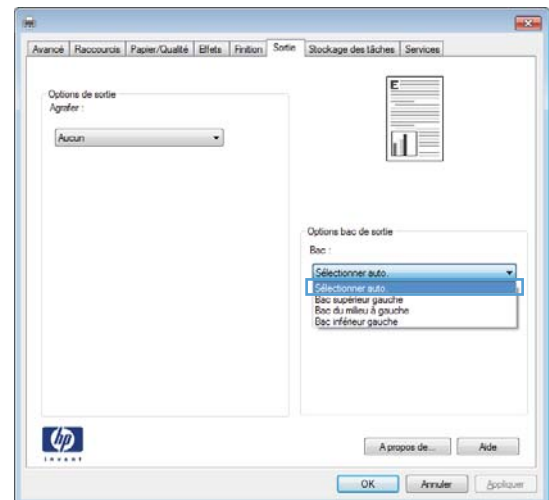 Avancé Raccourcis Papier/Qualité Effets Finition Sortie Stockage des tâches Services
Options de sortie
Agrafer :
Aucun
E
Options bac de sortie
Bac :
Sélectionner auto.
Sélectionner auto.
Bac supérieur gauche
Bac du milieu à gauche
Bac inférieur gauche
hp
invent
A propos de... Aide
OK Annuler Appliquer